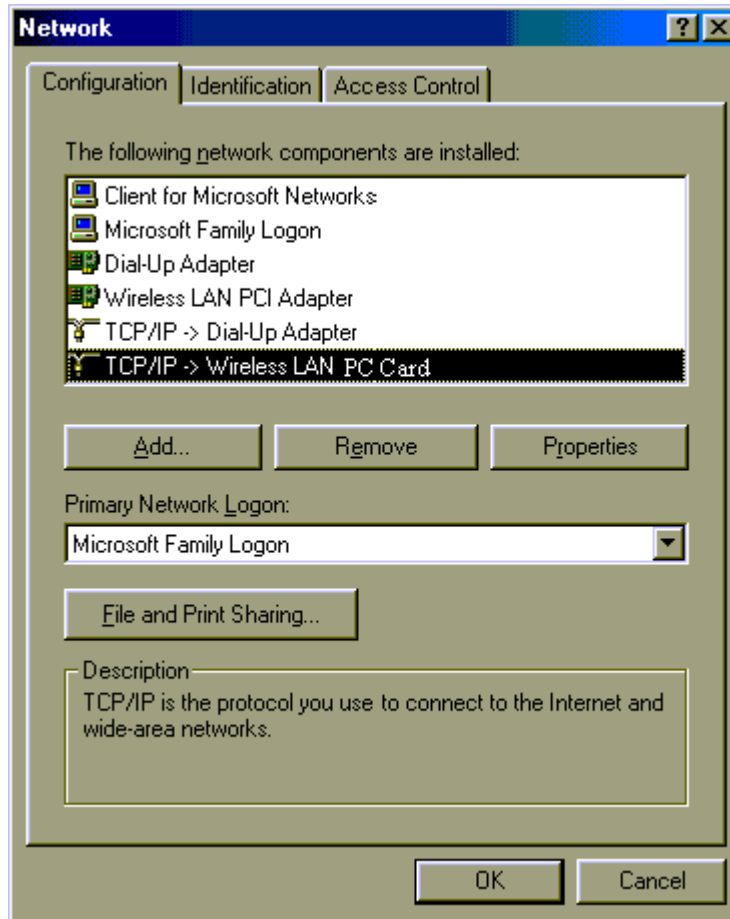 Network
Configuration Identification Access Control
The following network components are installed:
Client for Microsoft Networks
Microsoft Family Logon
Dial-Up Adapter
Wireless LAN PCI Adapter
TCP/IP -> Dial-Up Adapter
TCP/IP -> Wireless LAN PC Card
Add... Remove Properties
Primary Network Logon:
Microsoft Family Logon
File and Print Sharing...
Description
TCP/IP is the protocol you use to connect to the Internet and
wide-area networks.
OK Cancel